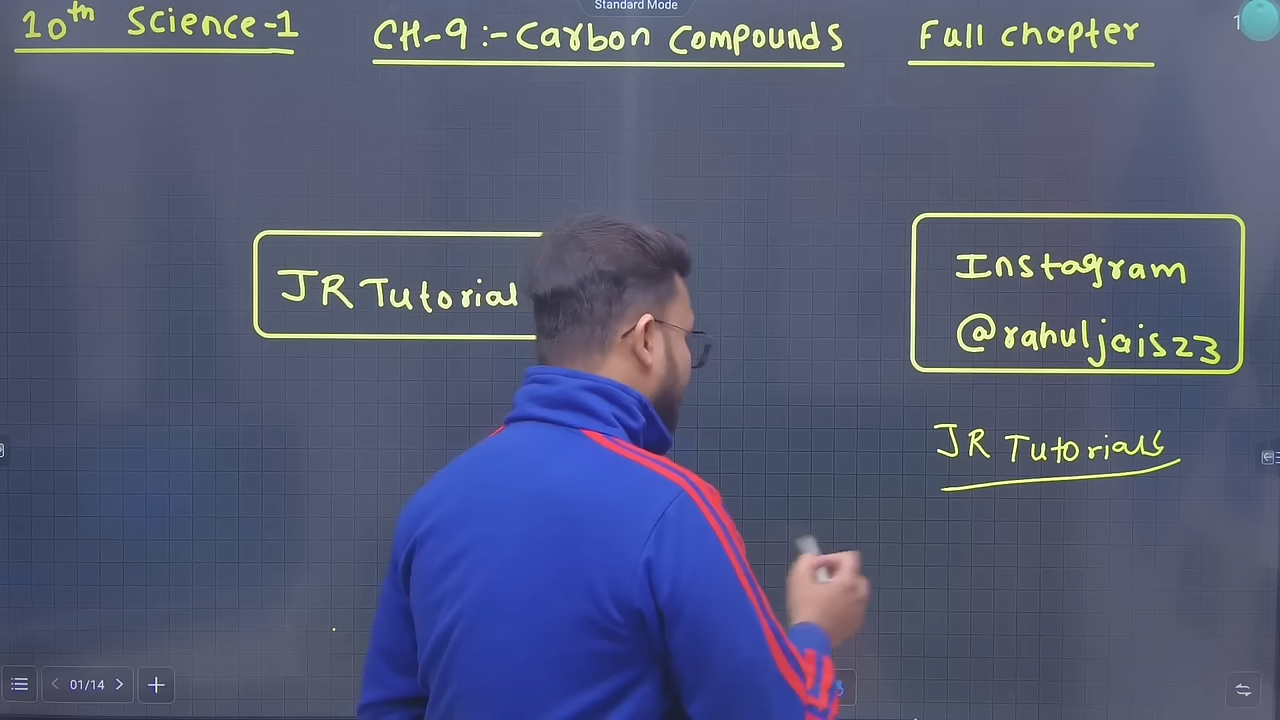 Standard Mode
10th Science-1
CH-9:- Carbon Compounds
Full chapter
JR Tutorial
Instagram
@rahuljais23
JR Tutorials
01/14